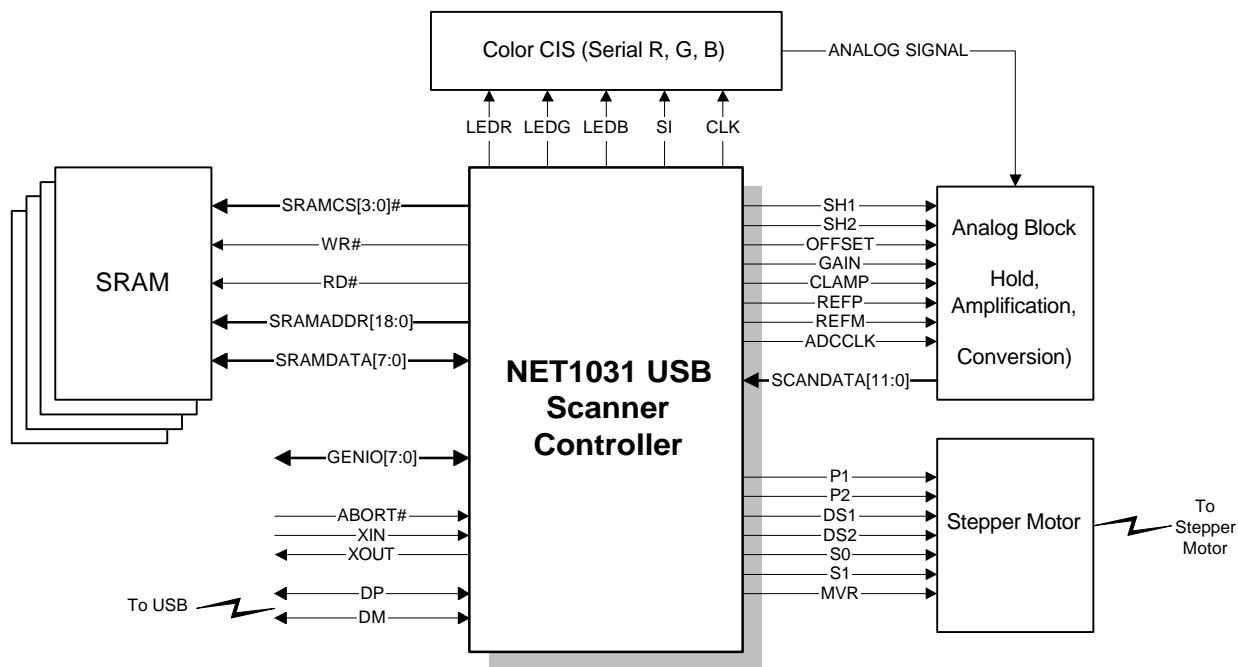 Color CIS (Serial R, G, B)
ANALOG SIGNAL
LEDR
LEDG
LEDB
SI
CLK
SRAM
SRAMCS[3:0]#
WR#
RD#
SRAMADDR[18:0]
SRAMDATA[7:0]
GENIO[7:0]
ABORT#
XIN
XOUT
To USB
DP
DM
NET1031 USB
Scanner
Controller
SH1
SH2
OFFSET
GAIN
CLAMP
REFP
REFM
ADCCLK
SCANDATA[11:0]
Analog Block
Hold,
Amplification,
Conversion)
P1
P2
DS1
DS2
S0
S1
MVR
Stepper Motor
To
Stepper
Motor